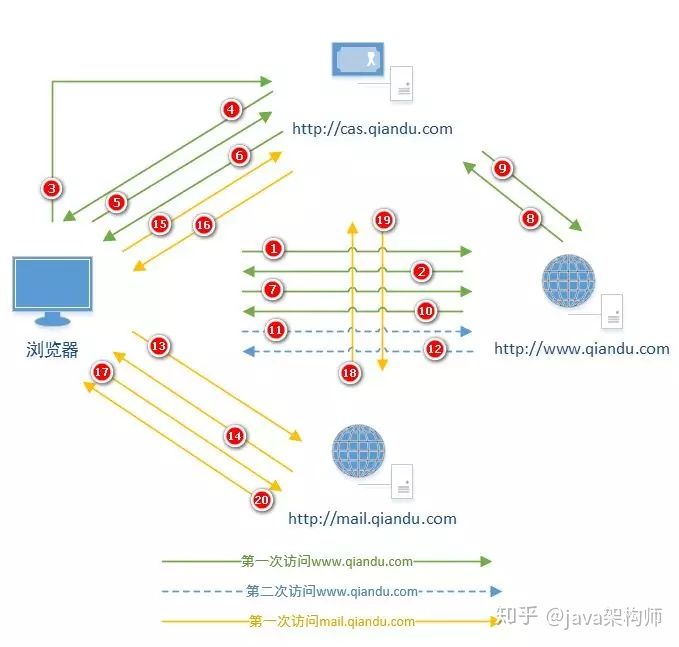 http://cas.qiandu.com
4
3
5
6
15
16
19
9
8
1
2
7
10
11
12
18
浏览器
http://www.qiandu.com
13
17
14
20
http://mail.qiandu.com
第一次访问www.qiandu.com
第二次访问www.qiandu.com
第一次访问mail.qiandu.com
知乎 @java架构师